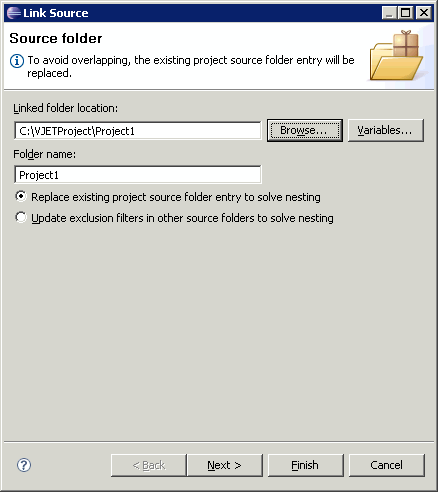 Link Source
Source folder
To avoid overlapping, the existing project source folder entry will be
replaced.
Linked folder location:
C:\VJETProject\Project1
Browse...
Variables...
Folder name:
Project1
Replace existing project source folder entry to solve nesting
Update exclusion filters in other source folders to solve nesting
?
< Back
Next >
Finish
Cancel